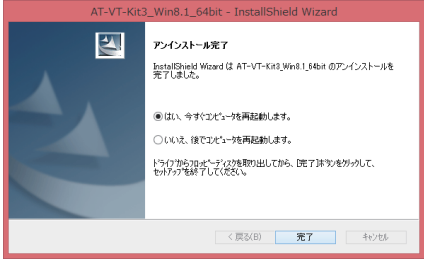 AT-VT-Kit3_Win8.1_64bit - InstallShield Wizard
アンインストール完了
InstallShield Wizard は AT-VT-Kit3_Win8.1_64bit のアンインストールを
完了しました。
はい、今すぐコンピュータを再起動します。
いいえ、後でコンピュータを再起動します。
ドライブからフロッピーディスクを取り出してから、[完了]ボタンをクリックして、
セットアップを終了してください。
< 戻る(B)
完了
キャンセル